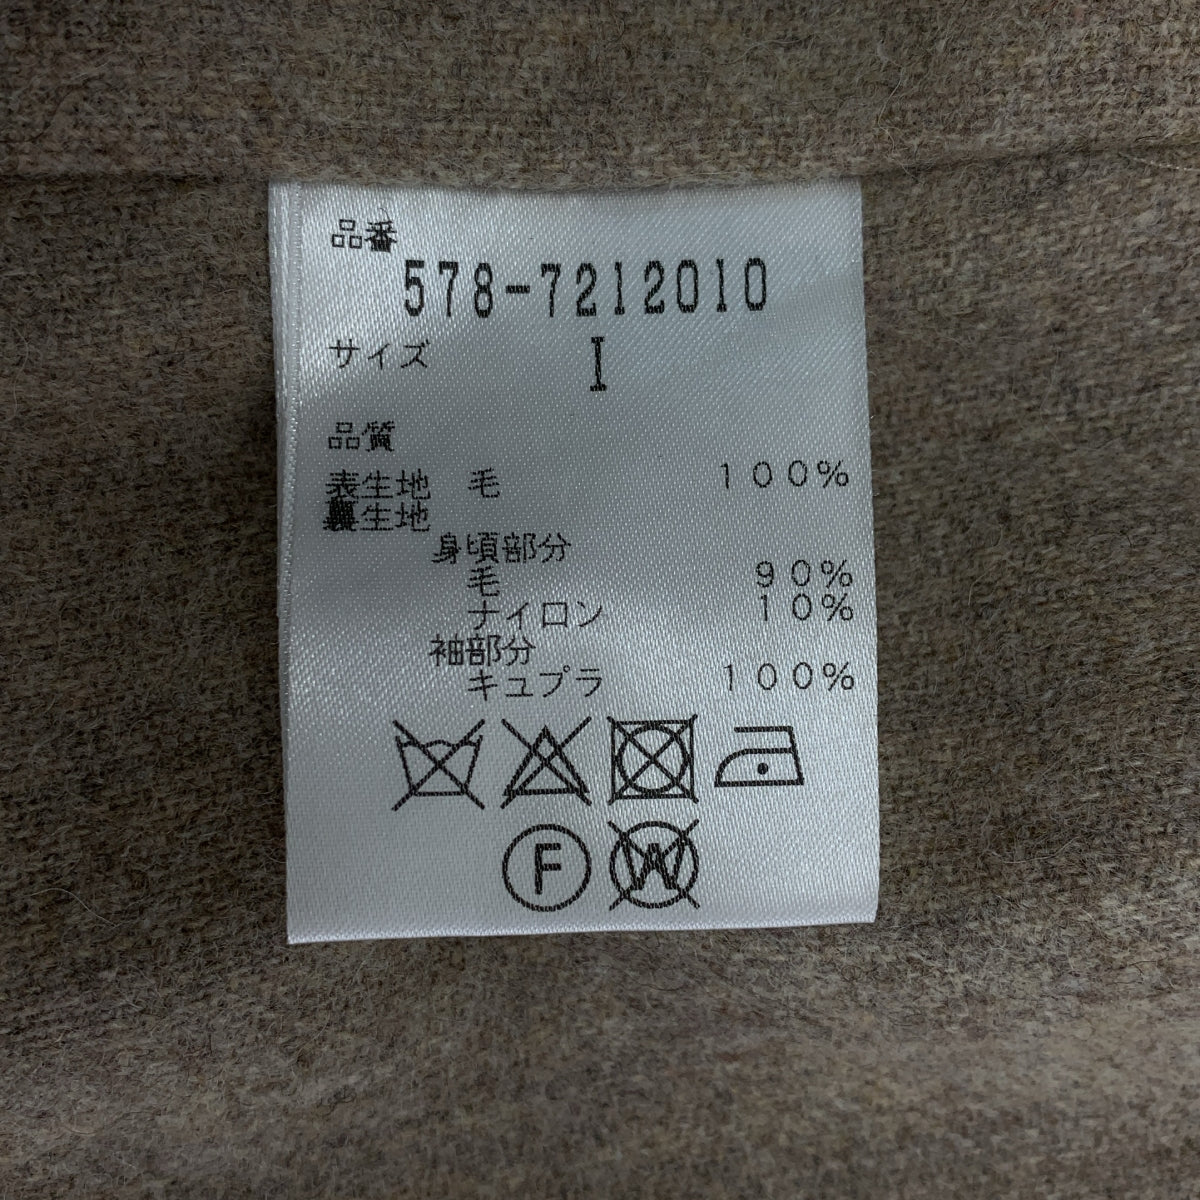 品番
578-7212010
サイズ I
品質
表生地 毛 100%
裏生地
身頃部分
毛 90%
ナイロン 10%
袖部分
キュプラ 100%
F W